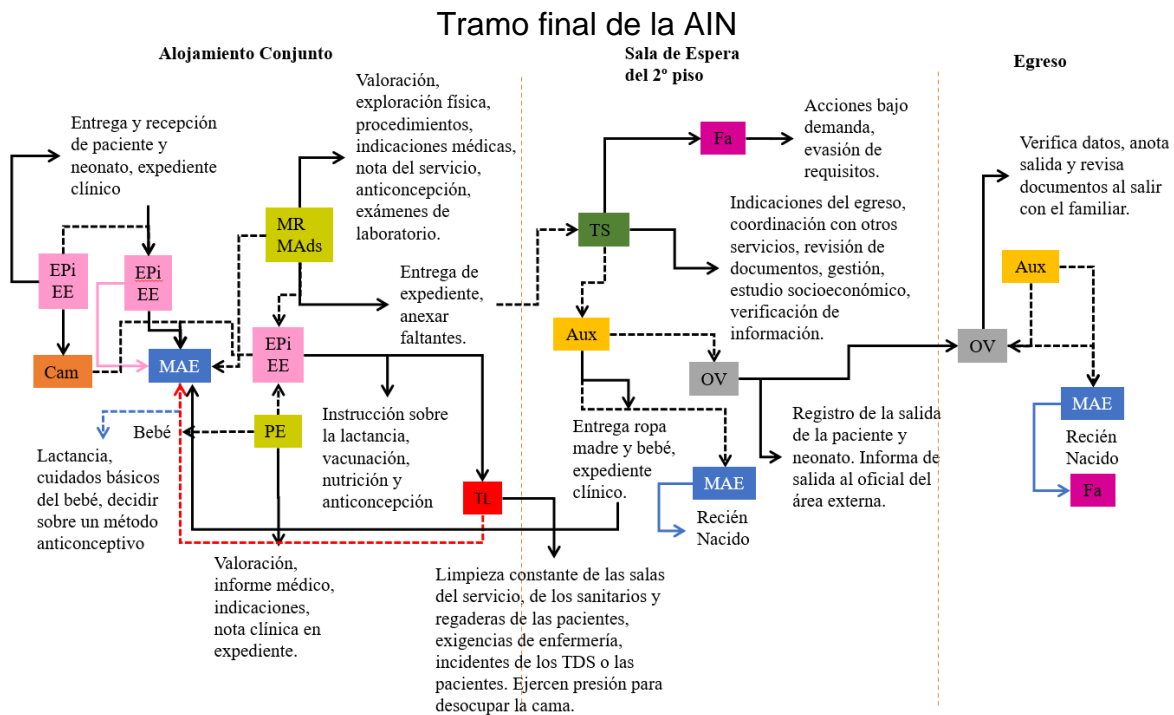 Tramo final de la AIN
Alojamiento Conjunto
Entrega y recepción
de paciente y
neonato, expediente
clínico
Valoración,
exploración física,
procedimientos,
indicaciones médicas,
nota del servicio,
anticoncepción,
exámenes de
laboratorio.
MR
MAds
EPi
EE
EPi
EE
Entrega de
expediente,
anexar
faltantes.
Cam
MAE
EPi
EE
Bebé
PE
Lactancia,
cuidados básicos
del bebé, decidir
sobre un método
anticonceptivo
Instrucción sobre
la lactancia,
vacunación,
nutrición y
anticoncepción
TL
Valoración,
informe médico,
indicaciones,
nota clínica en
expediente.
Limpieza constante de las salas
del servicio, de los sanitarios y
regaderas de las pacientes,
exigencias de enfermería,
incidentes de los TDS o las
pacientes. Ejercen presión para
desocupar la cama.
Sala de Espera
del 2º piso
Fa
Acciones bajo
demanda,
evasión de
requisitos.
TS
Indicaciones del egreso,
coordinación con otros
servicios, revisión de
documentos, gestión,
estudio socioeconómico,
verificación de
información.
Aux
OV
Entrega ropa
madre y bebé,
expediente
clínico.
MAE
Recién
Nacido
Registro de la salida
de la paciente y
neonato. Informa de
salida al oficial del
área externa.
Egreso
Verifica datos, anota
salida y revisa
documentos al salir
con el familiar.
Aux
OV
MAE
Recién
Nacido
Fa